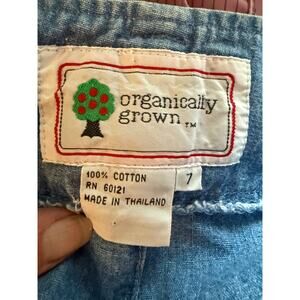 organically
grown TM
100% COTTON
RN 60121
MADE IN THAILAND
7